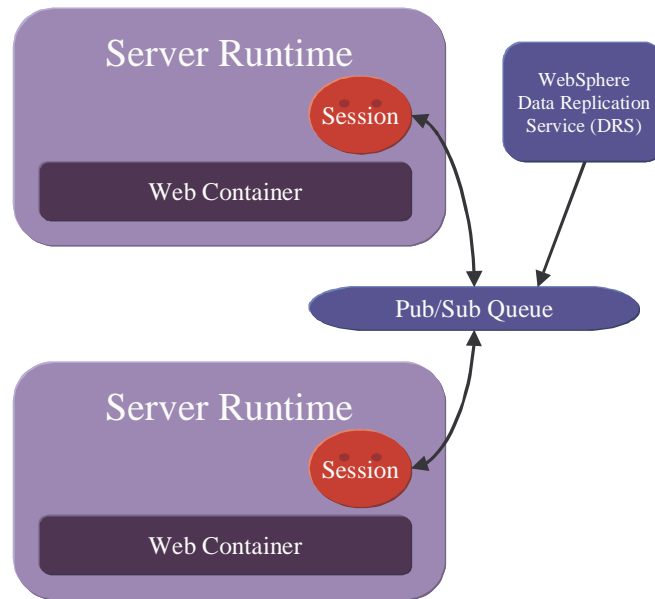 Server Runtime
Session
Web Container
WebSphere
Data Replication
Service (DRS)
Pub/Sub Queue
Server Runtime
Session
Web Container